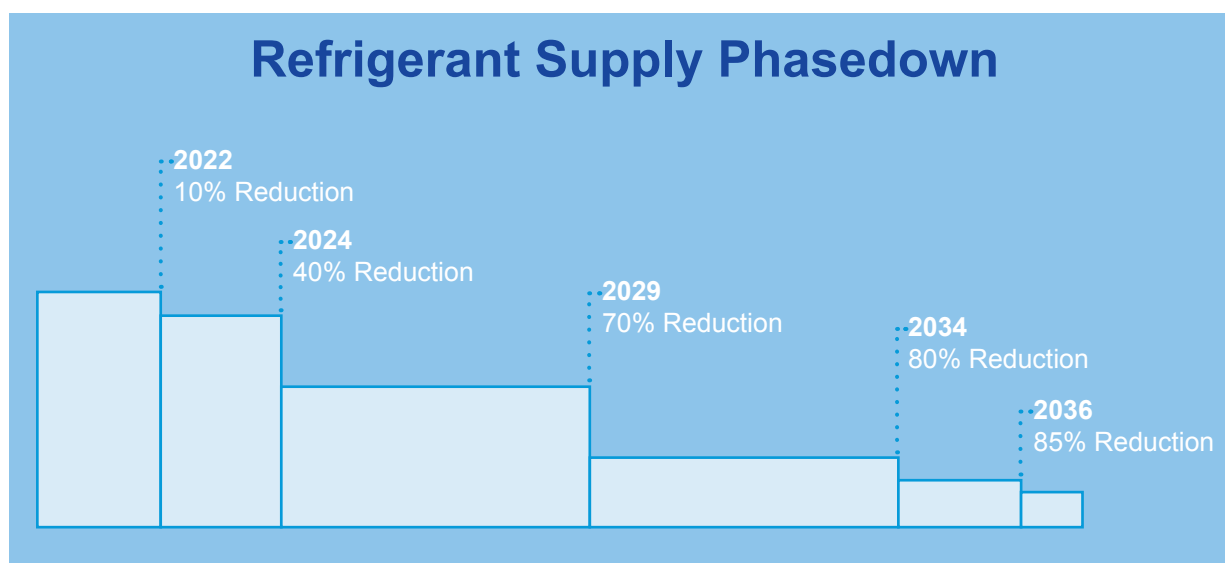 Refrigerant Supply Phasedown
2022
10% Reduction
2024
40% Reduction
2029
70% Reduction
2034
80% Reduction
2036
85% Reduction